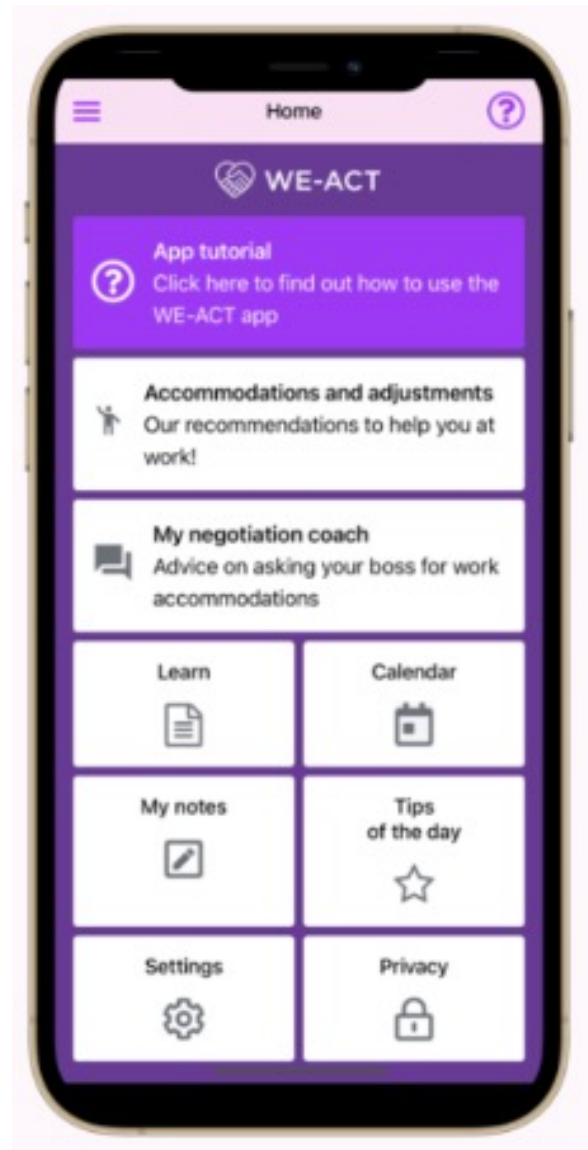 Home
WE-ACT
App tutorial
Click here to find out how to use the
WE-ACT app
Accommodations and adjustments
Our recommendations to help you at
work!
My negotiation coach
Advice on asking your boss for work
accommodations
Learn
Calendar
My notes
Tips
of the day
Settings
Privacy